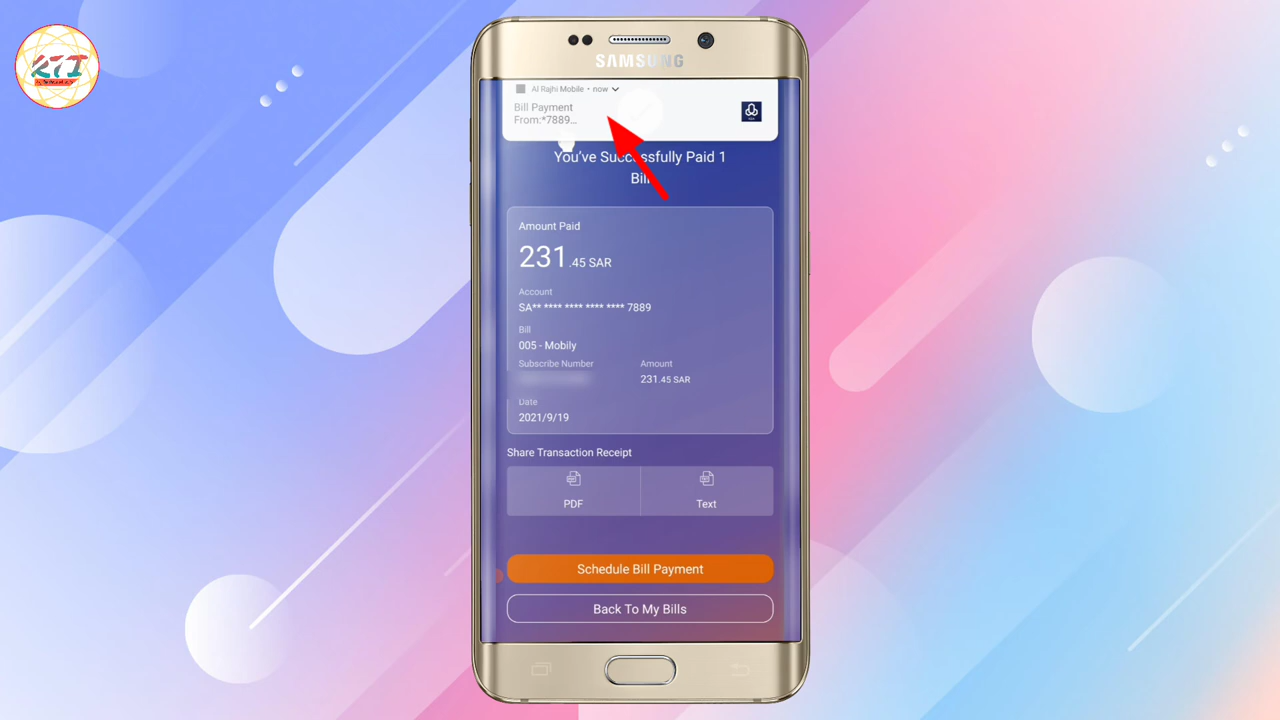 KTI
SAMSUNG
Al Rajhi Mobile • now
Bill Payment
From:*7889...
You've Successfully Paid 1
Bill
Amount Paid
231.45 SAR
Account
SA** **** **** **** **** 7889
Bill
005 - Mobily
Subscribe Number
Amount
231.45 SAR
Date
2021/9/19
Share Transaction Receipt
PDF
Text
Schedule Bill Payment
Back To My Bills